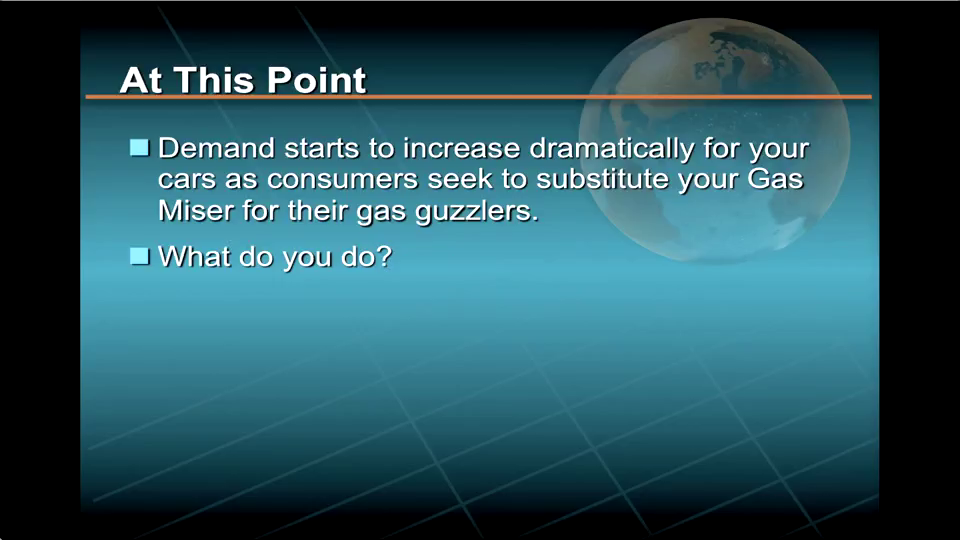 At This Point
Demand starts to increase dramatically for your
cars as consumers seek to substitute your Gas
Miser for their gas guzzlers.
What do you do?